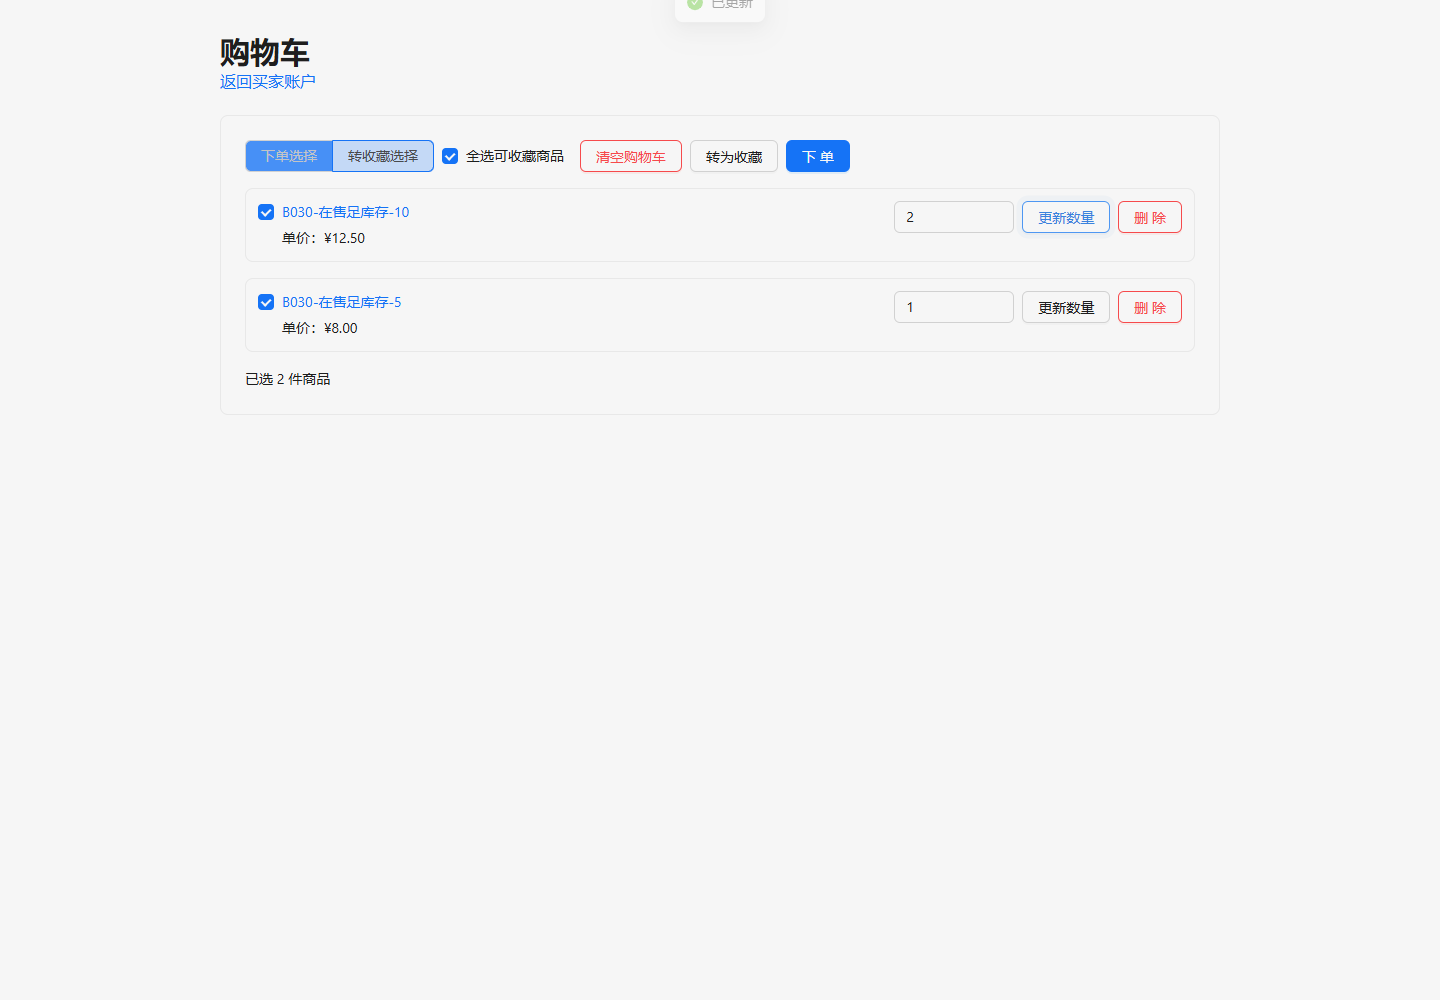 已更新
购物车
返回买家账户
下单选择 转收藏选择 全选可收藏商品 清空购物车 转为收藏 下 单
B030-在售足库存-10 2 更新数量 删 除
单价：¥12.50
B030-在售足库存-5 1 更新数量 删 除
单价：¥8.00
已选 2 件商品